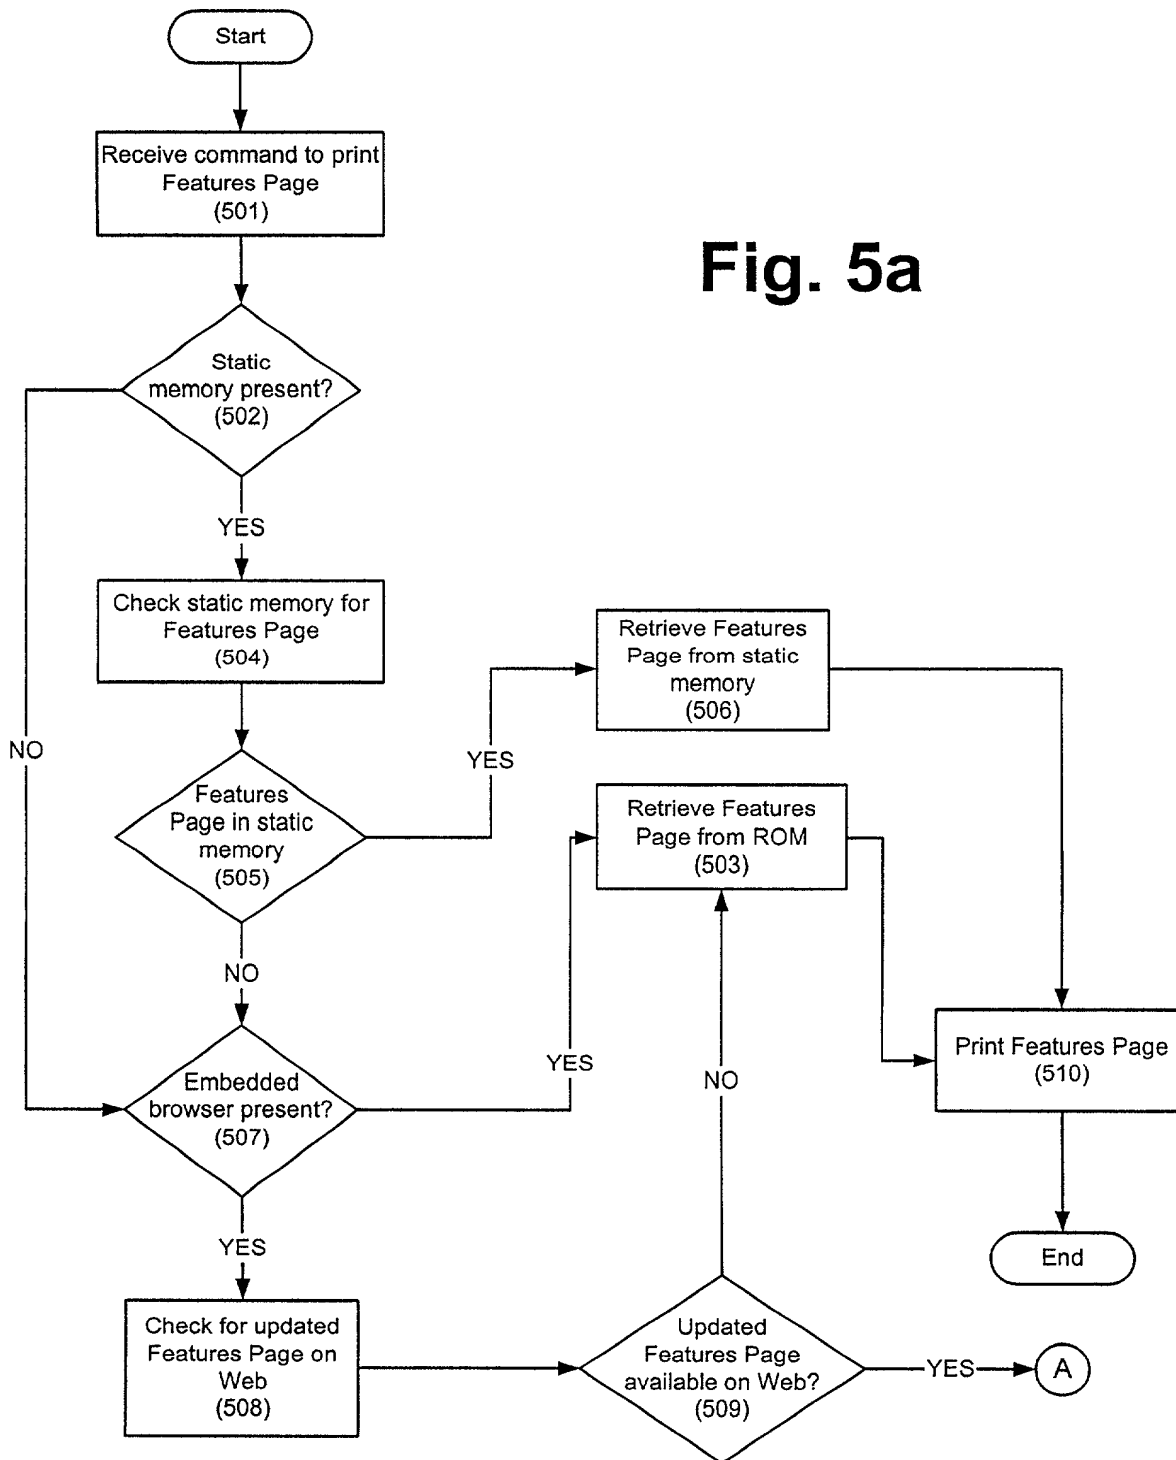 Start
Receive command to print
Features Page
(501)
Fig. 5a
Static
memory present?
(502)
YES
Check static memory for
Features Page
(504)
Retrieve Features
Page from static
memory
(506)
NO
YES
Features
Page in static
memory
(505)
Retrieve Features
Page from ROM
(503)
NO
YES
NO
Print Features Page
(510)
Embedded
browser present?
(507)
YES
End
Check for updated
Features Page on
Web
(508)
Updated
Features Page
available on Web?
(509)
YES
A